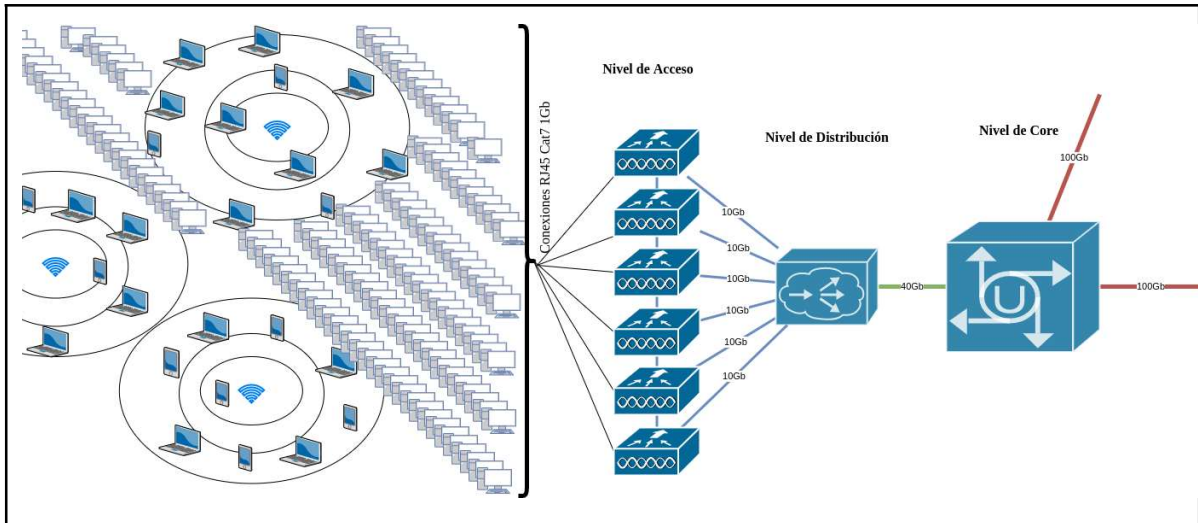 Conexiones RJ45 Cat7 1Gb
Nivel de Acceso
Nivel de Distribución
Nivel de Core
10Gb
10Gb
10Gb
10Gb
10Gb
10Gb
40Gb
U
100Gb
100Gb